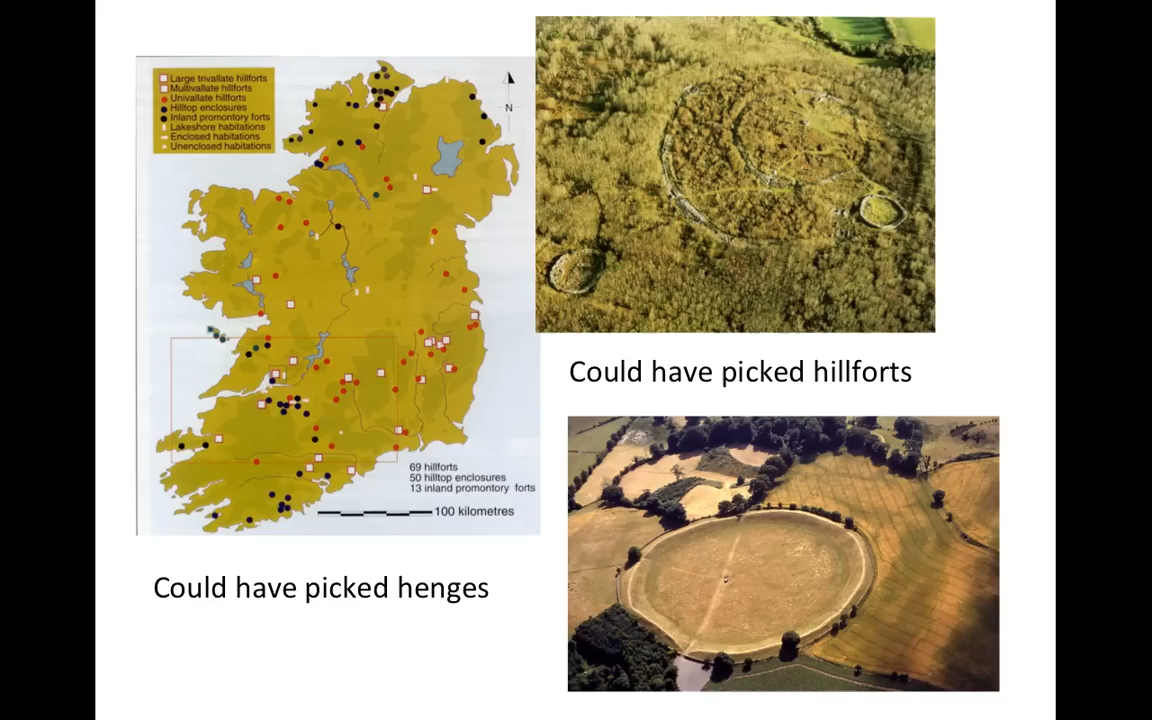 Large trivallate hillforts
Multivallate hillforts
Univallate hillforts
Hilltop enclosures
Inland promontory forts
Lakeshore habitations
Enclosed habitations
Unenclosed habitations
N
69 hillforts
50 hilltop enclosures
13 inland promontory forts
100 kilometres
Could have picked hillforts
Could have picked henges